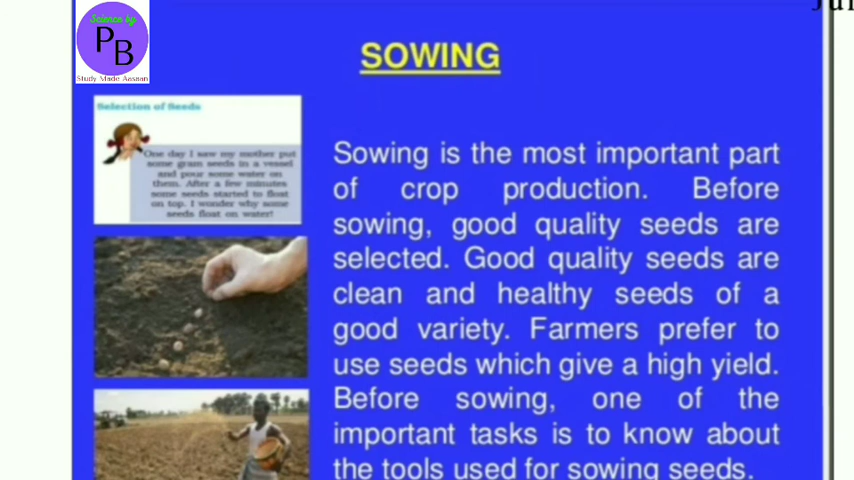 Science by
PB
Study Made Aasaan
SOWING
Selection of Seeds
One day I saw my mother put
some gram seeds in a vessel
and pour some water on
them. After a few minutes
some seeds started to float
on top. I wonder why some
seeds float on water!
Sowing is the most important part
of crop production. Before
sowing, good quality seeds are
selected. Good quality seeds are
clean and healthy seeds of a
good variety. Farmers prefer to
use seeds which give a high yield.
Before sowing, one of the
important tasks is to know about
the tools used for sowing seeds.